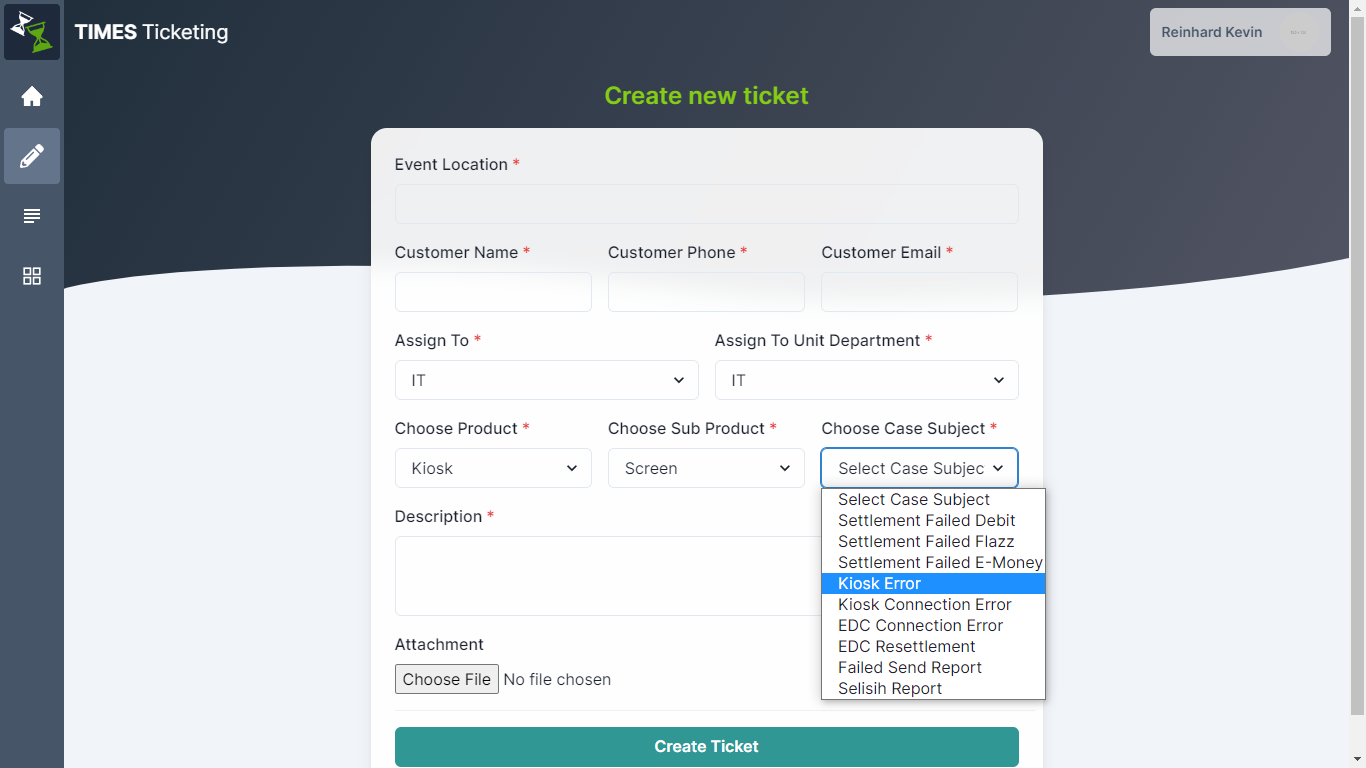 TIMES Ticketing
Reinhard Kevin
Create new ticket
Event Location *
Customer Name *
Customer Phone *
Customer Email *
Assign To *
Assign To Unit Department *
IT
IT
Choose Product *
Choose Sub Product *
Choose Case Subject *
Kiosk
Screen
Select Case Subjec
Select Case Subject
Settlement Failed Debit
Settlement Failed Flazz
Settlement Failed E-Money
Kiosk Error
Kiosk Connection Error
EDC Connection Error
EDC Resettlement
Failed Send Report
Selisih Report
Description *
Attachment
Choose File No file chosen
Create Ticket